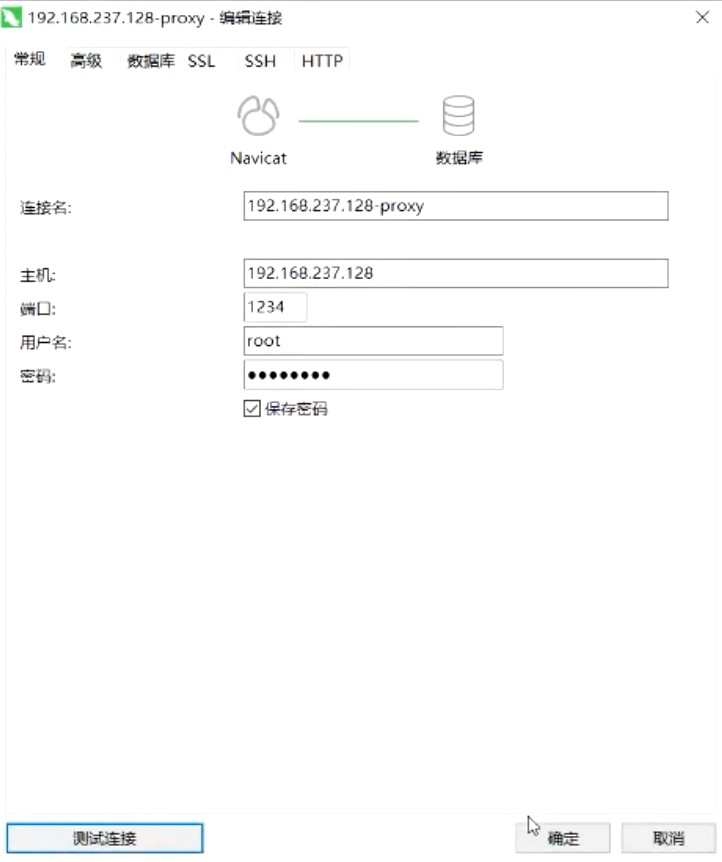 192.168.237.128-proxy - 编辑连接
常规 高级 数据库 SSL SSH HTTP
Navicat 数据库
连接名: 192.168.237.128-proxy
主机: 192.168.237.128
端口: 1234
用户名: root
密码: ●●●●●●●●
保存密码
测试连接 确定 取消